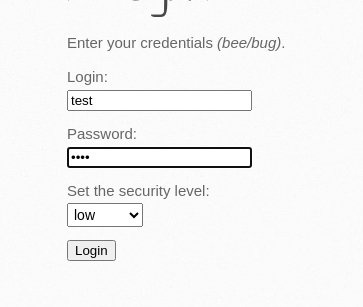 Enter your credentials (bee/bug).
Login:
test
Password:
••••
Set the security level:
low
Login